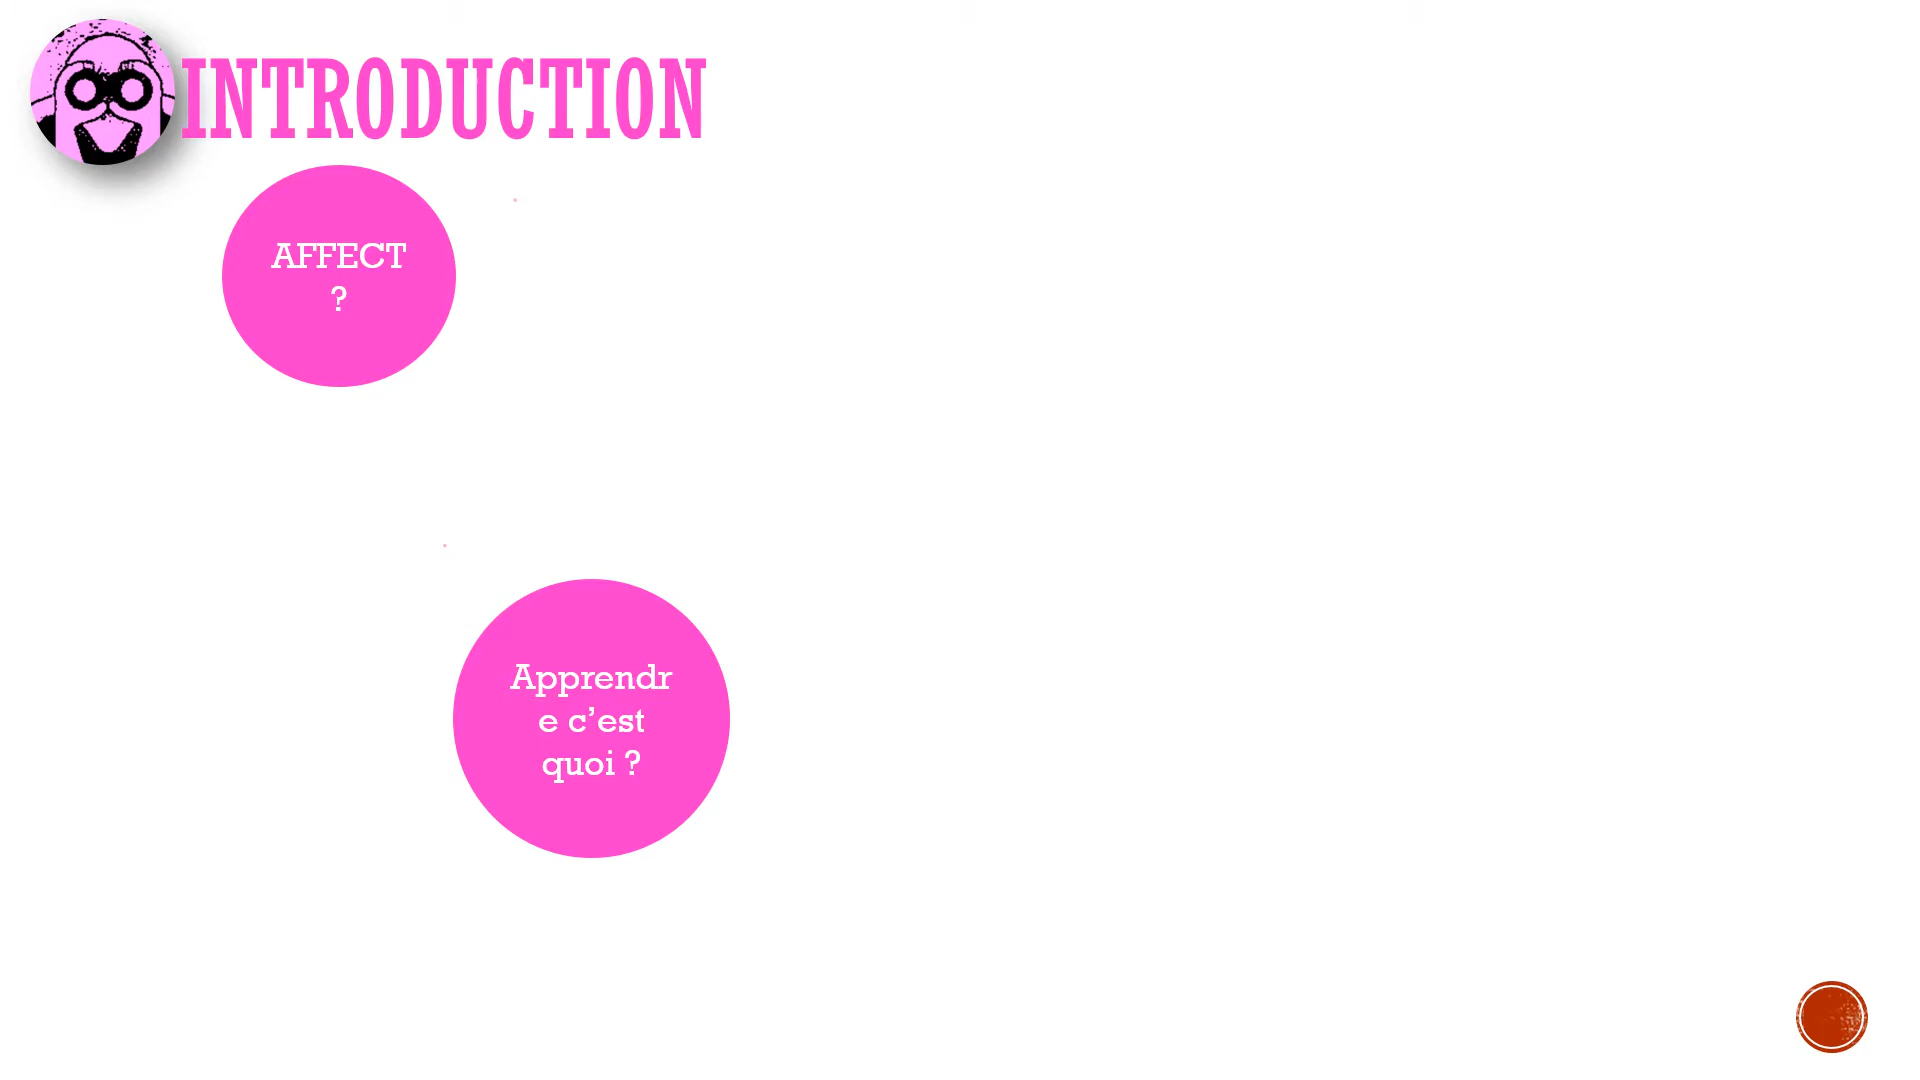 INTRODUCTION
AFFECT
?
Apprendr
e c’est
quoi ?